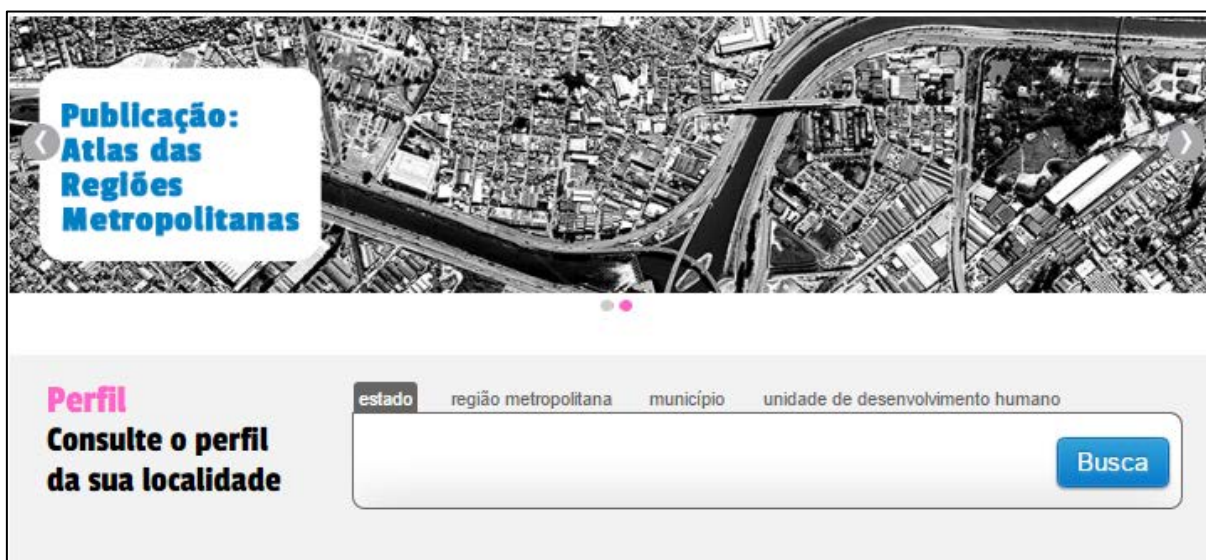 Publicação:
Atlas das
Regiões
Metropolitanas
Perfil
Consulte o perfil
da sua localidade
estado região metropolitana município unidade de desenvolvimento humano
Busca